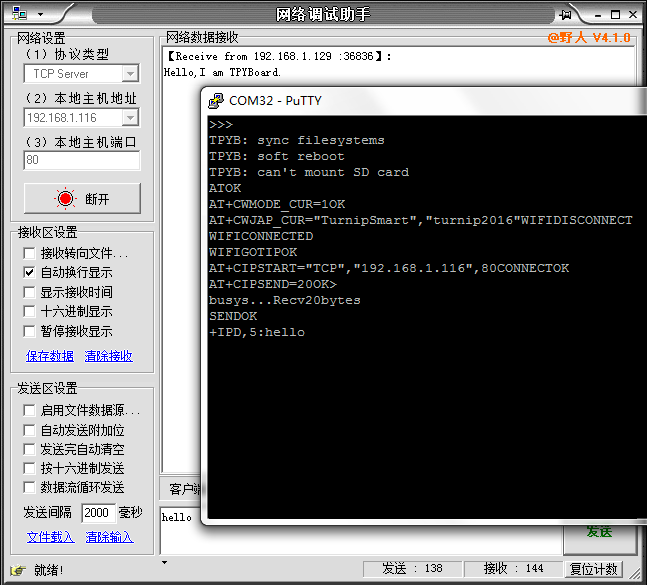 网络调试助手
网络设置
（1）协议类型
TCP Server
（2）本地主机地址
192.168.1.116
（3）本地主机端口
80
断开
接收区设置
接收转向文件...
自动换行显示
显示接收时间
十六进制显示
暂停接收显示
保存数据 清除接收
发送区设置
启用文件数据源...
自动发送附加位
发送完自动清空
按十六进制发送
数据流循环发送
发送间隔 2000 毫秒
文件载入 清除输入
网络数据接收
@野人 V4.1.0
【Receive from 192.168.1.129 :36836】:
Hello,I am TPYBoard.
COM32 - PuTTY
>>>
TPYB: sync filesystems
TPYB: soft reboot
TPYB: can't mount SD card
ATOK
AT+CWMODE_CUR=1OK
AT+CWJAP_CUR="TurnipSmart","turnip2016"WIFIDISCONNECT
WIFICONNECTED
WIFIGOTIPOK
AT+CIPSTART="TCP","192.168.1.116",80CONNECTOK
AT+CIPSEND=20OK>
busys...Recv20bytes
SENDOK
+IPD,5:hello
客户
hello
发送
就绪!
发送 : 138
接收 : 144
复位计数